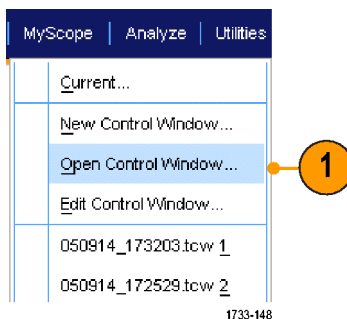 MyScope | Analyze | Utilities
Current...
New Control Window...
Open Control Window...
1
Edit Control Window...
050914_173203.tcw 1
050914_172529.tcw 2
1733-148